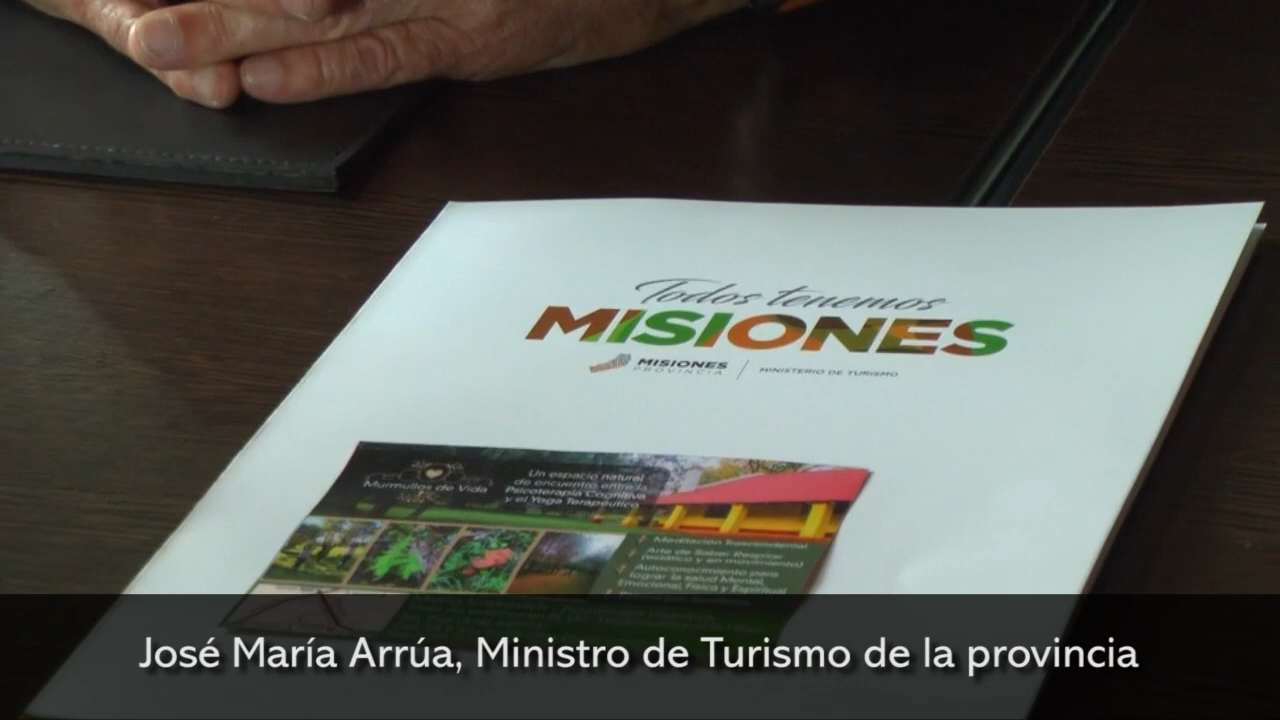 Todos tenemos
MISIONES
MISIONES
PROVINCIA
MINISTERIO DE TURISMO
Murmullos de Vida
Un espacio natural
de encuentro entre la
Psicoterapia Cognitiva
y el Yoga Terapéutico
Meditación Trascendental
Arte de Saber Respirar
(estático y en movimiento)
Autoconocimiento para
lograr la salud Mental,
Emocional, Física y Espiritual
José María Arrúa, Ministro de Turismo de la provincia